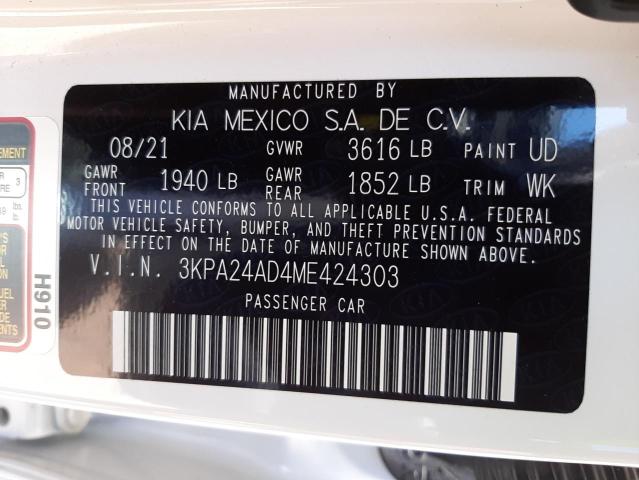 MANUFACTURED BY
KIA MEXICO S.A. DE C.V.
08/21 GVWR 3616 LB PAINT UD
GAWR FRONT 1940 LB GAWR REAR 1852 LB TRIM WK
THIS VEHICLE CONFORMS TO ALL APPLICABLE U.S.A. FEDERAL
MOTOR VEHICLE SAFETY, BUMPER, AND THEFT PREVENTION STANDARDS
IN EFFECT ON THE DATE OF MANUFACTURE SHOWN ABOVE.
V.I.N. 3KPA24AD4ME424303
PASSENGER CAR
H910